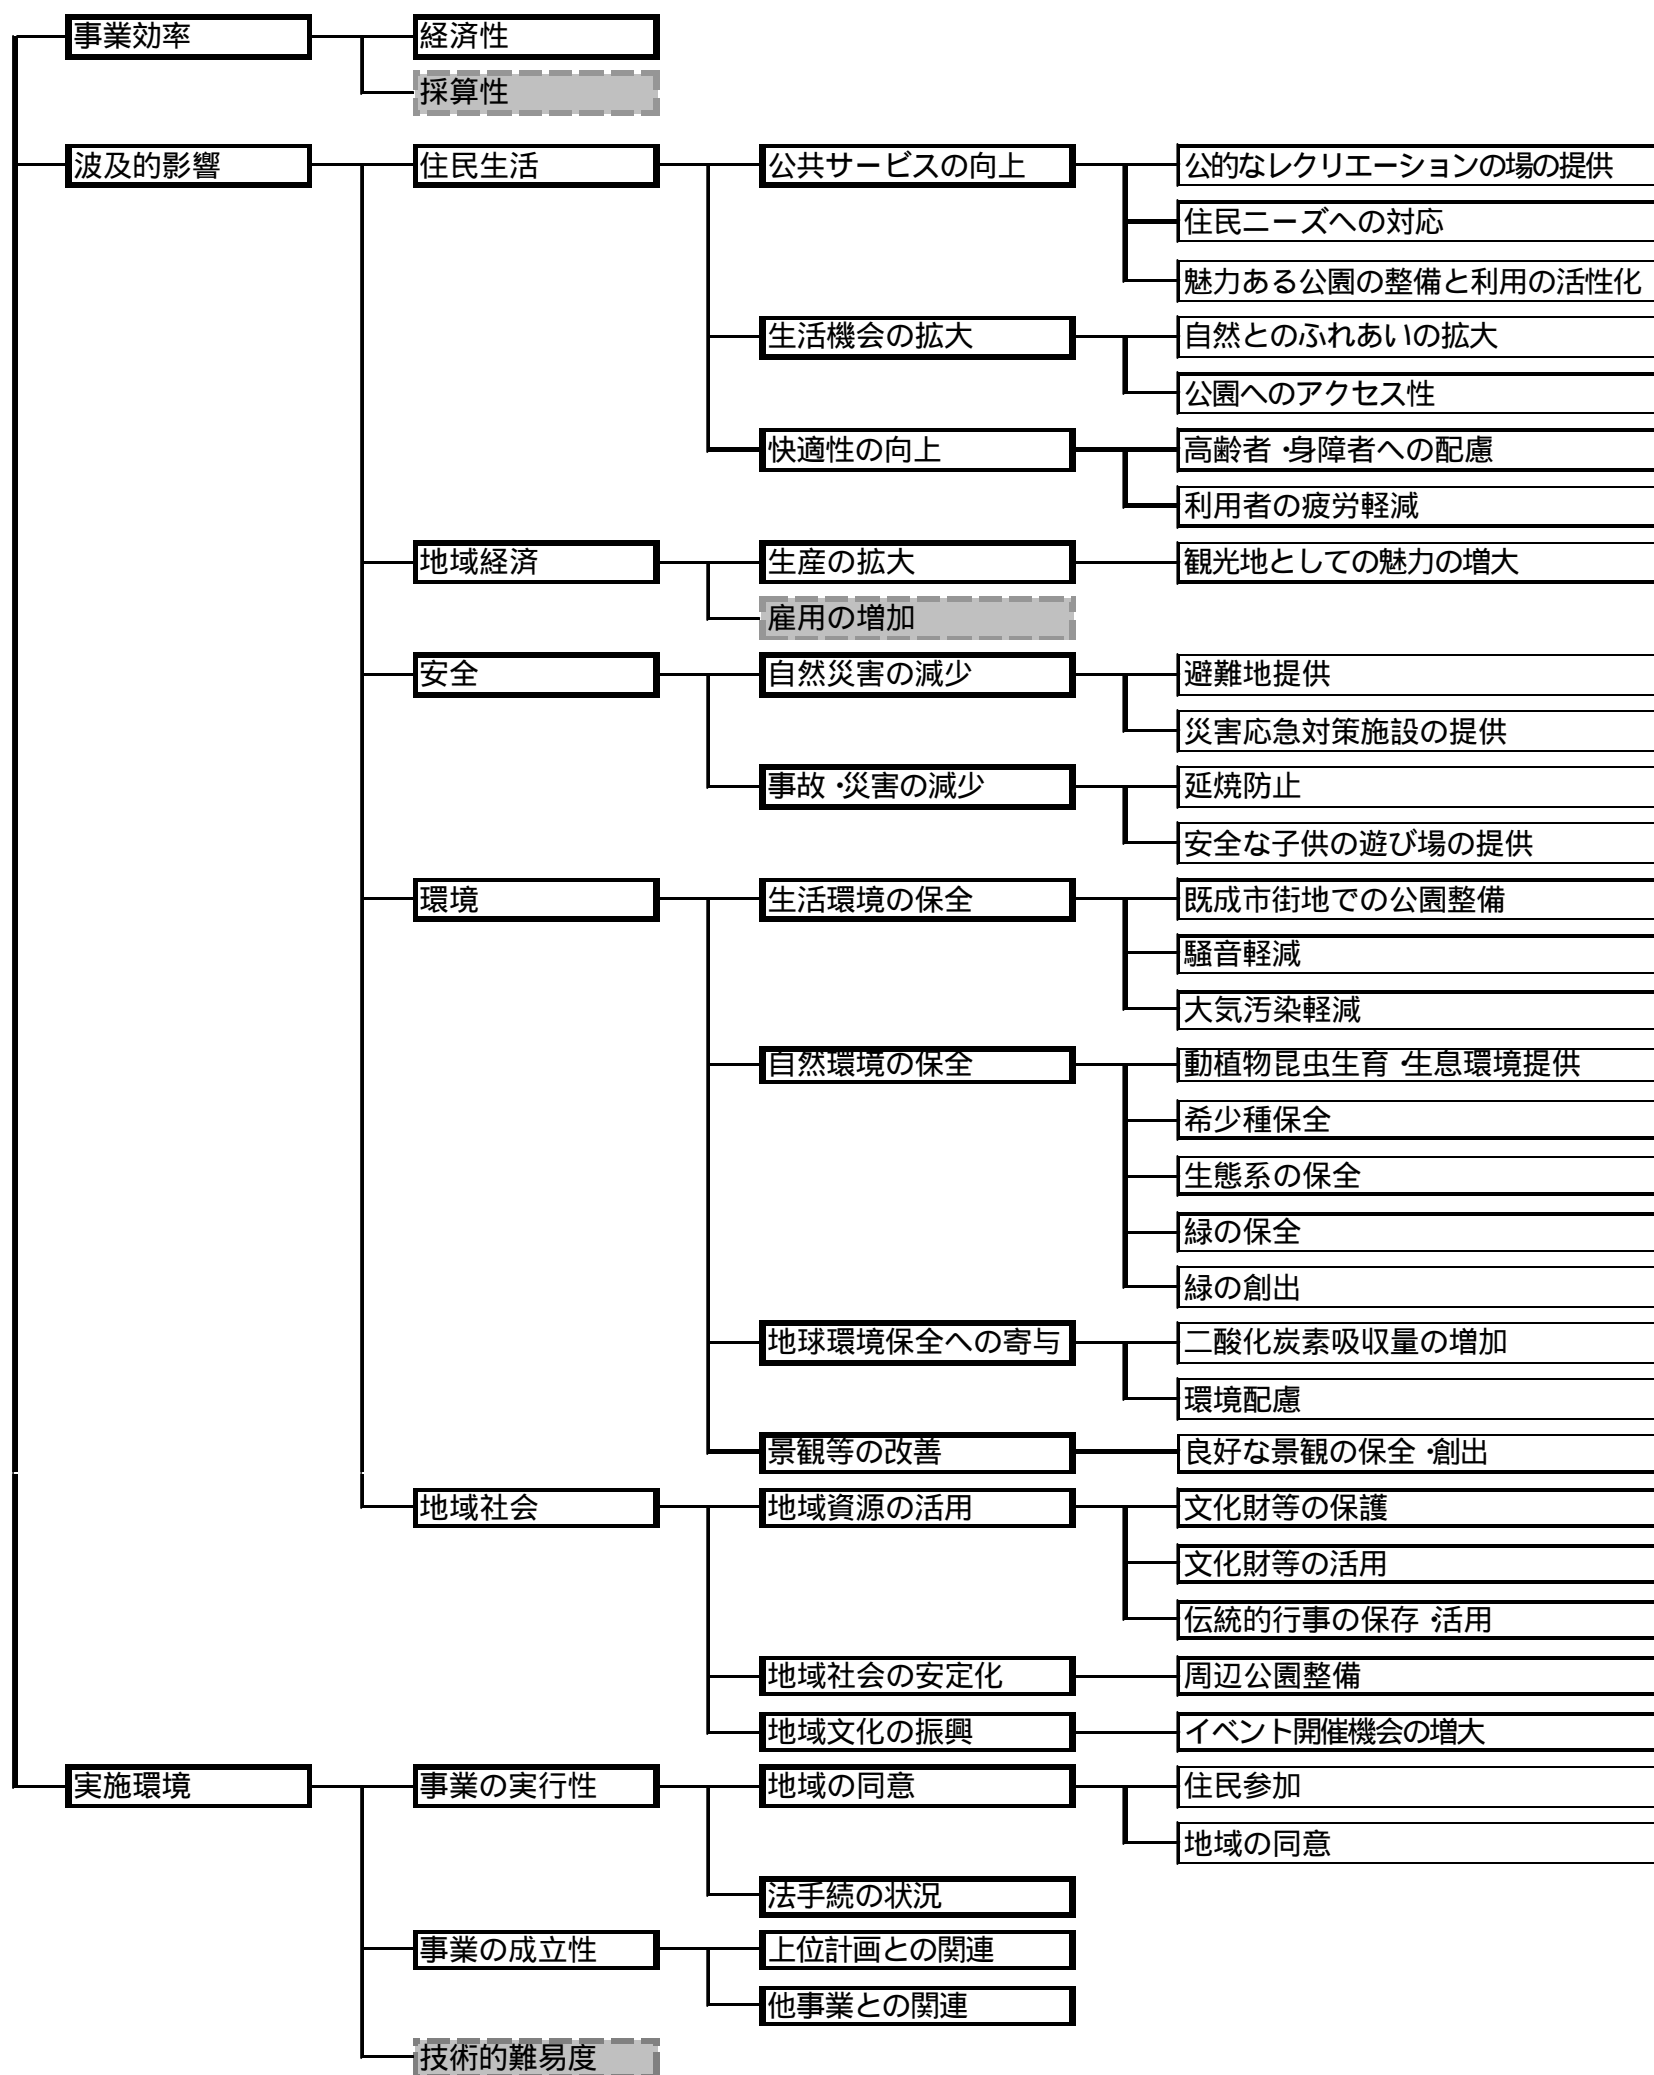 事業効率
経済性
採算性
波及的影響
住民生活
公共サービスの向上
公的なレクリエーションの場の提供
住民ニーズへの対応
魅力ある公園の整備と利用の活性化
生活機会の拡大
自然とのふれあいの拡大
公園へのアクセス性
快適性の向上
高齢者・身障者への配慮
利用者の疲労軽減
地域経済
生産の拡大
観光地としての魅力の増大
雇用の増加
安全
自然災害の減少
避難地提供
災害応急対策施設の提供
事故・災害の減少
延焼防止
安全な子供の遊び場の提供
環境
生活環境の保全
既成市街地での公園整備
騒音軽減
大気汚染軽減
自然環境の保全
動植物昆虫生育・生息環境提供
希少種保全
生態系の保全
緑の保全
緑の創出
地球環境保全への寄与
二酸化炭素吸収量の増加
環境配慮
景観等の改善
良好な景観の保全・創出
地域社会
地域資源の活用
文化財等の保護
文化財等の活用
伝統的行事の保存・活用
地域社会の安定化
周辺公園整備
地域文化の振興
イベント開催機会の増大
実施環境
事業の実行性
地域の同意
住民参加
地域の同意
法手続の状況
事業の成立性
上位計画との関連
他事業との関連
技術的難易度